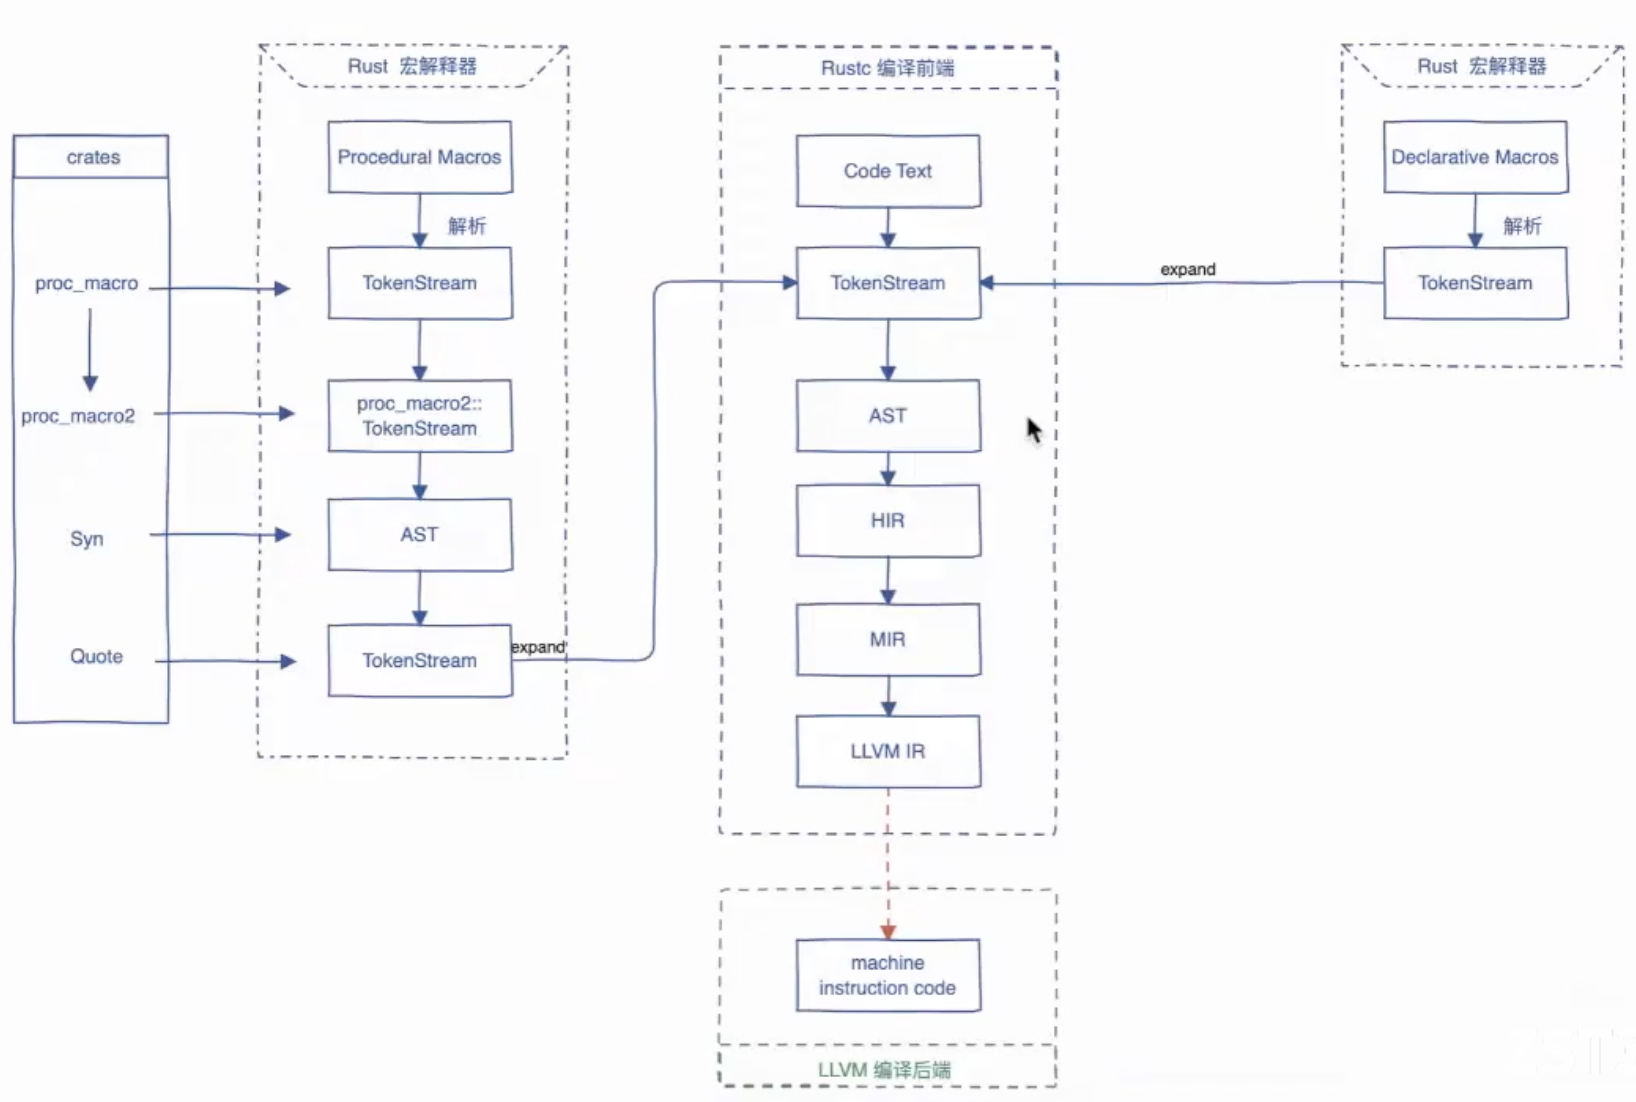 crates
proc_macro
proc_macro2
Syn
Quote
Rust 宏解释器
Procedural Macros
解析
TokenStream
proc_macro2::
TokenStream
AST
TokenStream
expand
Rustc 编译前端
Code Text
TokenStream
AST
HIR
MIR
LLVM IR
machine
instruction code
LLVM 编译后端
expand
Rust 宏解释器
Declarative Macros
解析
TokenStream